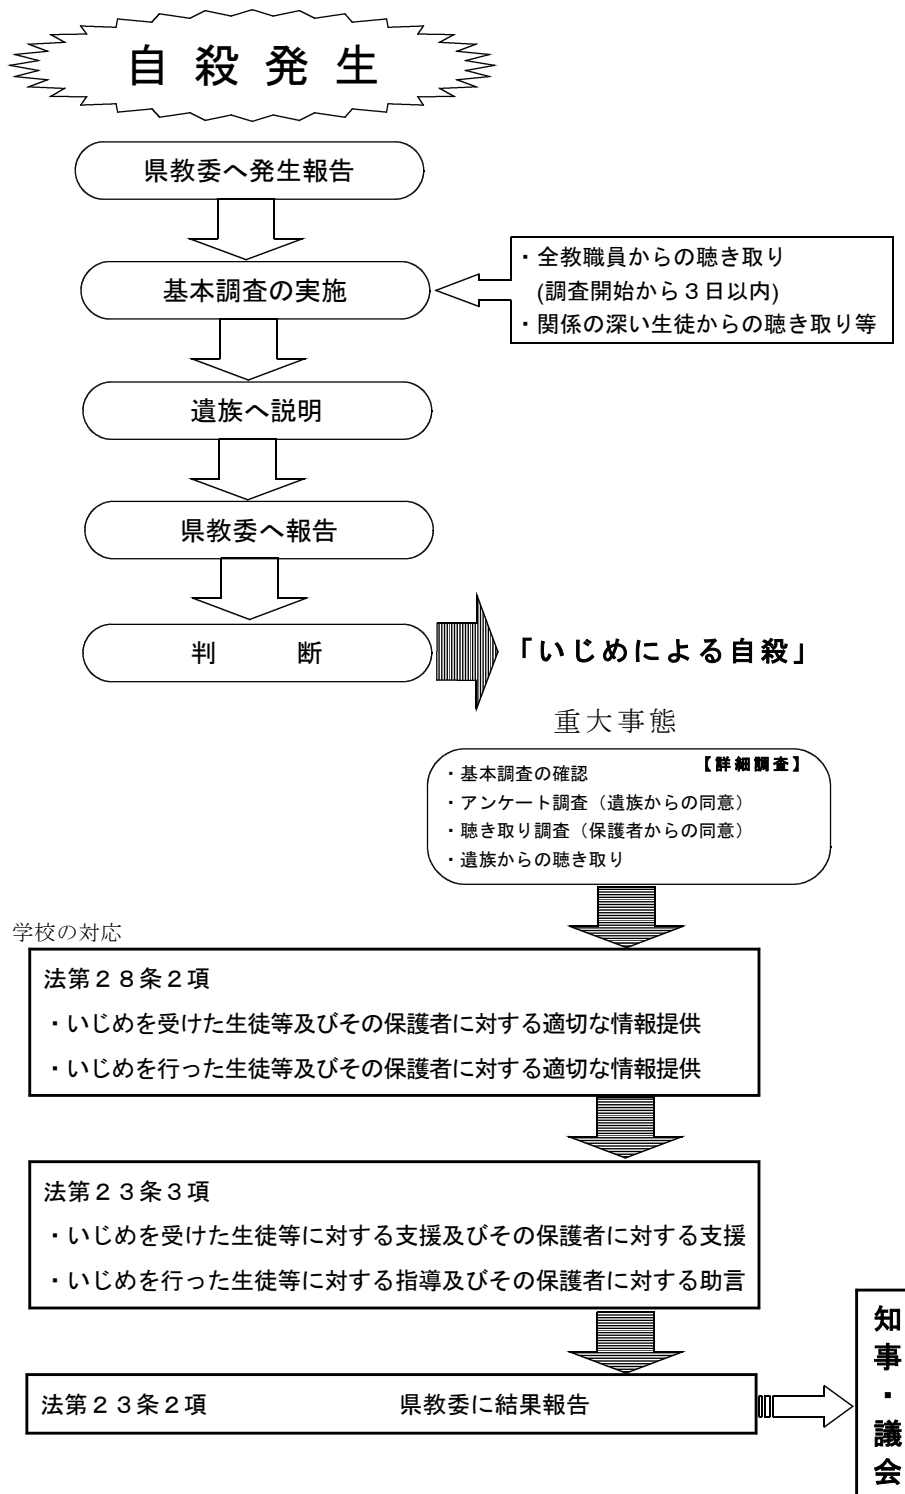 自殺発生
県教委へ発生報告
基本調査の実施
・全教職員からの聴き取り
(調査開始から３日以内)
・関係の深い生徒からの聴き取り等
遺族へ説明
県教委へ報告
判　　断
「いじめによる自殺」
重大事態
【詳細調査】
・基本調査の確認
・アンケート調査（遺族からの同意）
・聴き取り調査（保護者からの同意）
・遺族からの聴き取り
学校の対応
法第２８条２項
・いじめを受けた生徒等及びその保護者に対する適切な情報提供
・いじめを行った生徒等及びその保護者に対する適切な情報提供
法第２３条３項
・いじめを受けた生徒等に対する支援及びその保護者に対する支援
・いじめを行った生徒等に対する指導及びその保護者に対する助言
法第２３条２項　　県教委に結果報告
知事・議会